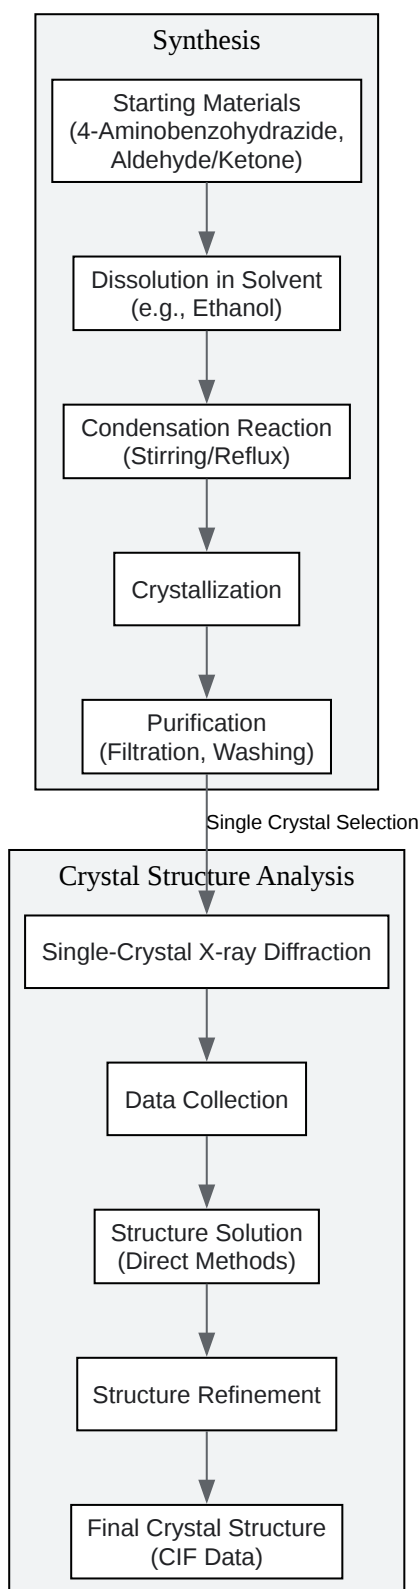 Synthesis
Starting Materials
(4-Aminobenzohydrazide,
Aldehyde/Ketone)
Dissolution in Solvent
(e.g., Ethanol)
Condensation Reaction
(Stirring/Reflux)
Crystallization
Purification
(Filtration, Washing)
Single Crystal Selection
Crystal Structure Analysis
Single-Crystal X-ray Diffraction
Data Collection
Structure Solution
(Direct Methods)
Structure Refinement
Final Crystal Structure
(CIF Data)